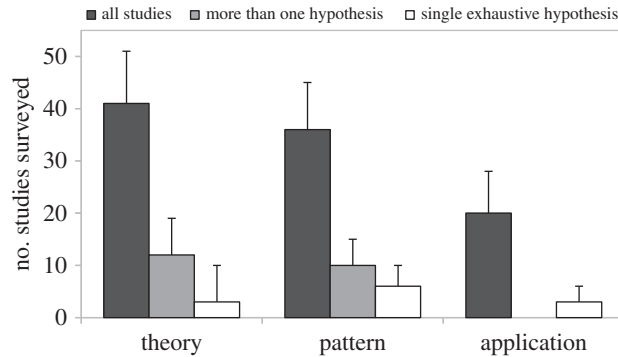 all studies more than one hypothesis single exhaustive hypothesis
no. studies surveyed
50
40
30
20
10
0
theory pattern application